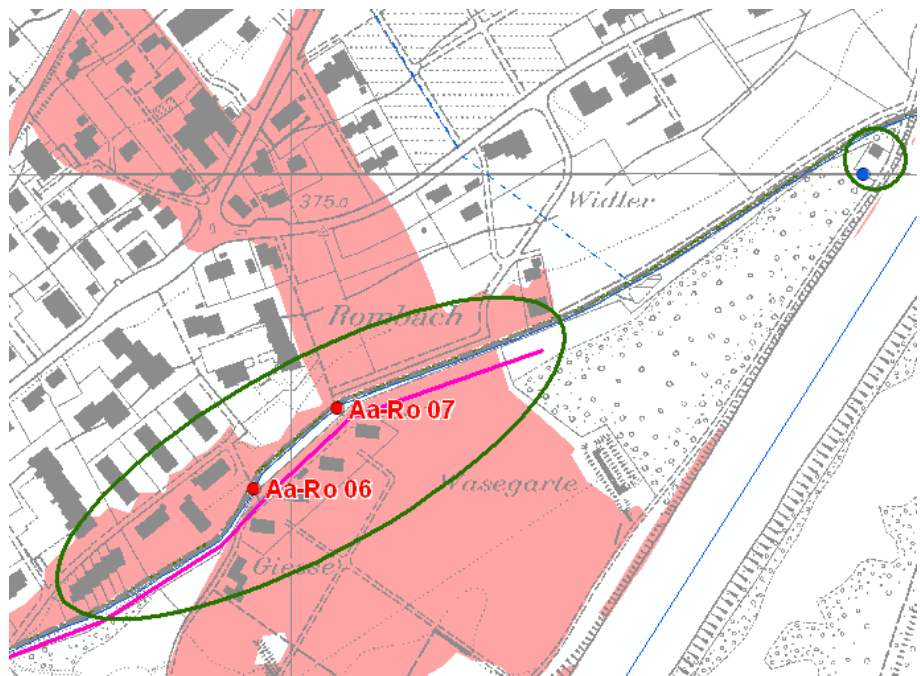 375.0
Widler
Rombach
Aa-Ro 07
Aa-Ro 06
Wasegarte
Giesse